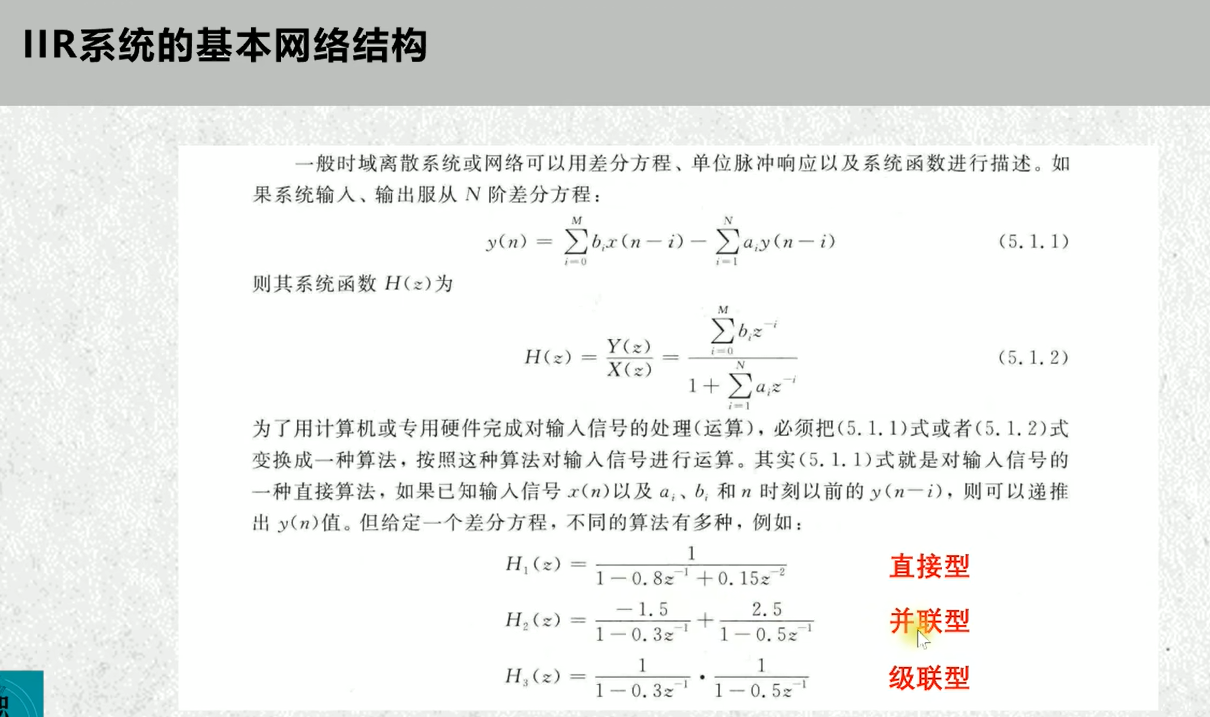 IIR系统的基本网络结构
一般时域离散系统或网络可以用差分方程、单位脉冲响应以及系统函数进行描述。如
果系统输入、输出服从 N 阶差分方程：
y(n) = \sum_{i=0}^{M} b_i x(n-i) - \sum_{i=1}^{N} a_i y(n-i) (5.1.1)
则其系统函数 H(z)为
H(z) = \frac{Y(z)}{X(z)} = \frac{\sum_{i=0}^{M} b_i z^{-i}}{1+\sum_{i=1}^{N} a_i z^{-i}} (5.1.2)
为了用计算机或专用硬件完成对输入信号的处理(运算)，必须把(5.1.1)式或者(5.1.2)式
变换成一种算法，按照这种算法对输入信号进行运算。其实(5.1.1)式就是对输入信号的
一种直接算法，如果已知输入信号 x(n)以及 a_i、b_i 和 n 时刻以前的 y(n-i)，则可以递推
出 y(n)值。但给定一个差分方程，不同的算法有多种，例如：
H_1(z) = \frac{1}{1-0.8z^{-1}+0.15z^{-2}} 直接型
H_2(z) = \frac{-1.5}{1-0.3z^{-1}} + \frac{2.5}{1-0.5z^{-1}} 并联型
H_3(z) = \frac{1}{1-0.3z^{-1}} · \frac{1}{1-0.5z^{-1}} 级联型